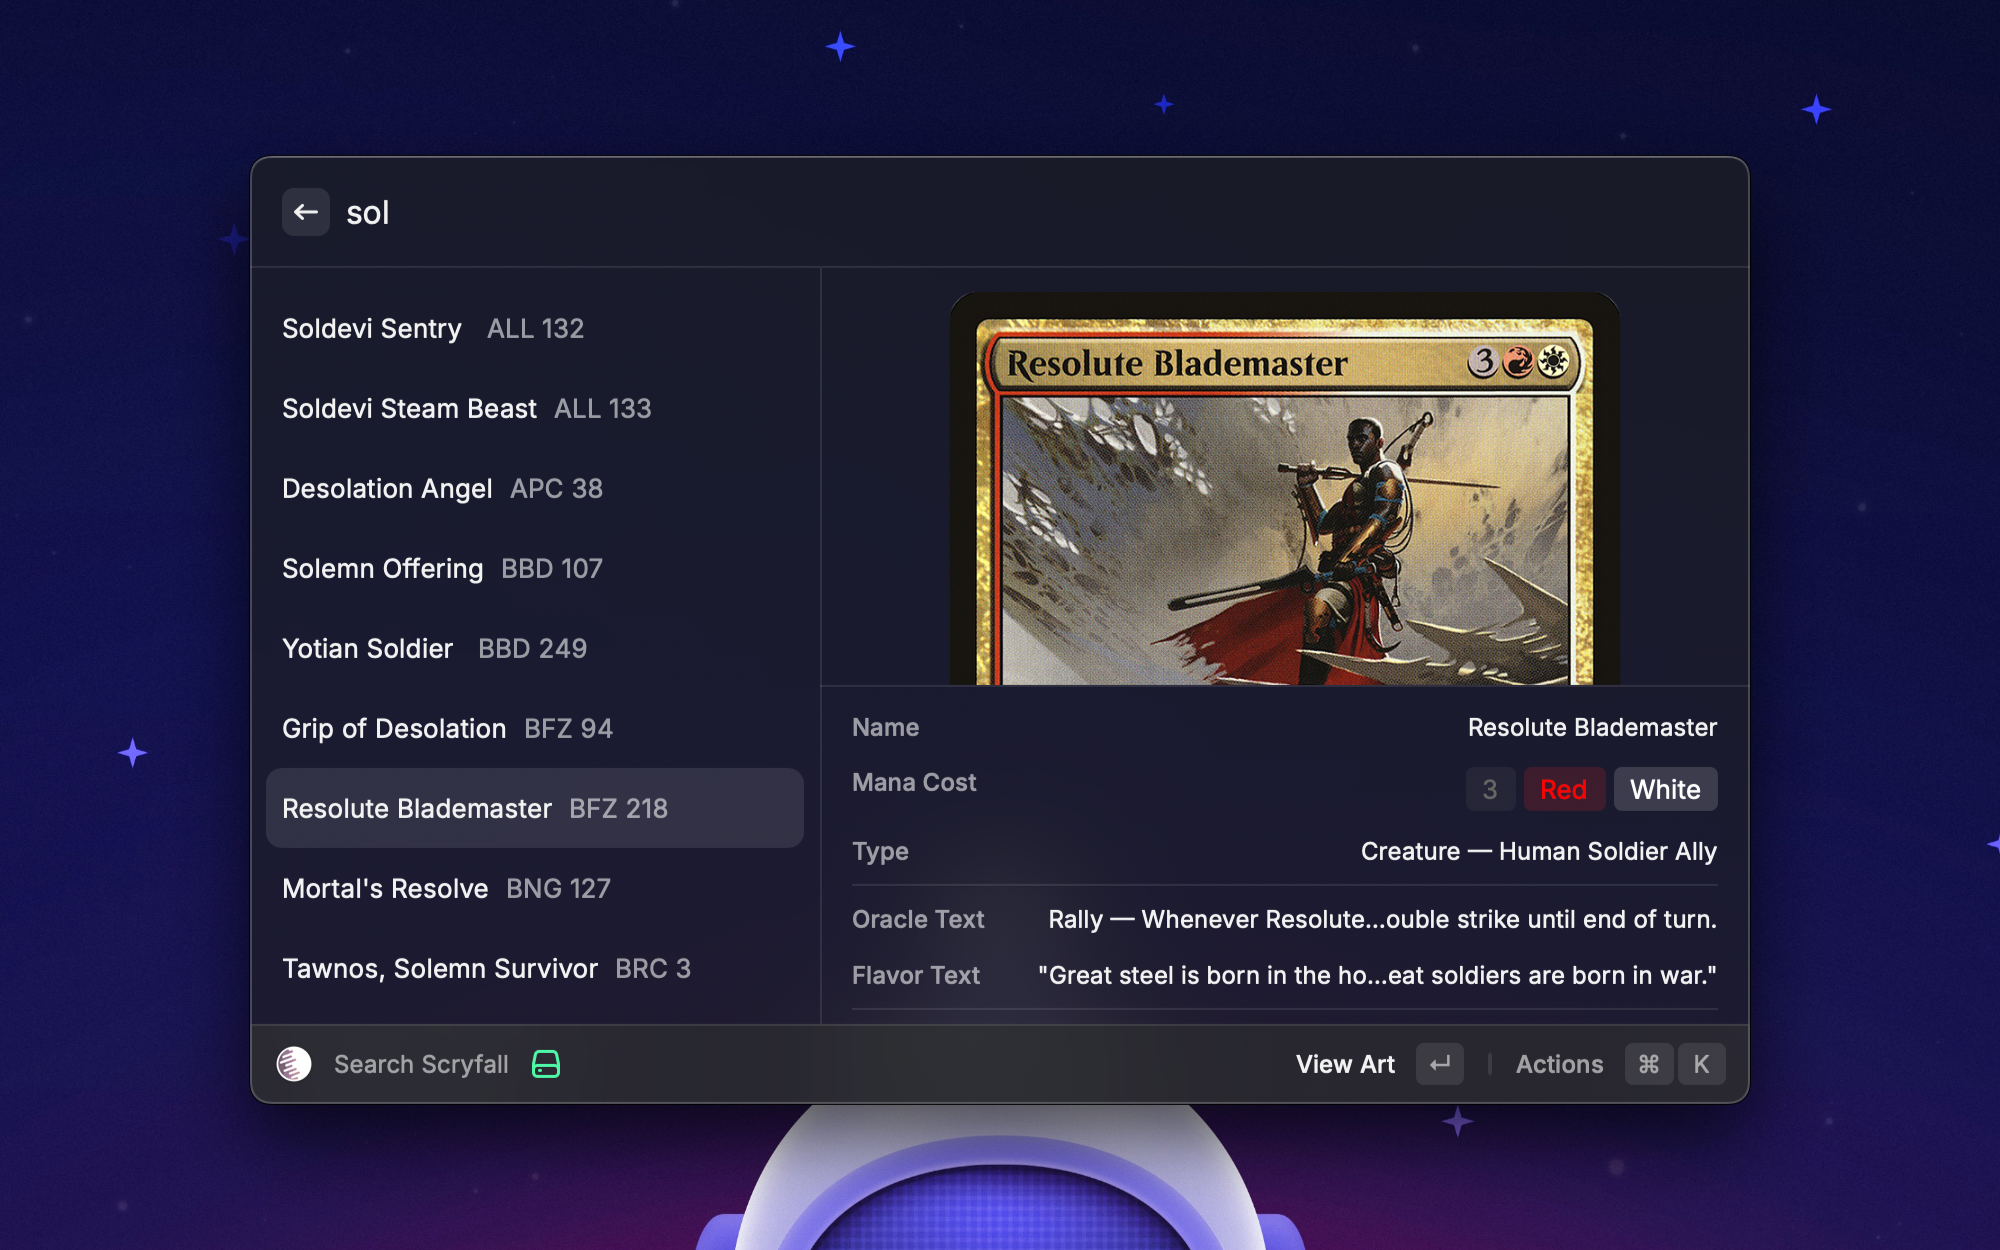 sol
Soldevi Sentry ALL 132
Soldevi Steam Beast ALL 133
Desolation Angel APC 38
Solemn Offering BBD 107
Yotian Soldier BBD 249
Grip of Desolation BFZ 94
Resolute Blademaster BFZ 218
Mortal's Resolve BNG 127
Tawnos, Solemn Survivor BRC 3
Resolute Blademaster 3
Name Resolute Blademaster
Mana Cost 3 Red White
Type Creature — Human Soldier Ally
Oracle Text Rally — Whenever Resolute...ouble strike until end of turn.
Flavor Text "Great steel is born in the ho...eat soldiers are born in war."
Search Scryfall View Art ↵ Actions ⌘ K